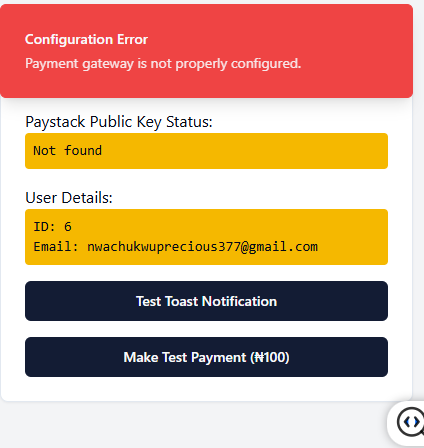 Configuration Error
Payment gateway is not properly configured.
Paystack Public Key Status:
Not found
User Details:
ID: 6
Email: nwachukwuprecious377@gmail.com
Test Toast Notification
Make Test Payment (₦100)